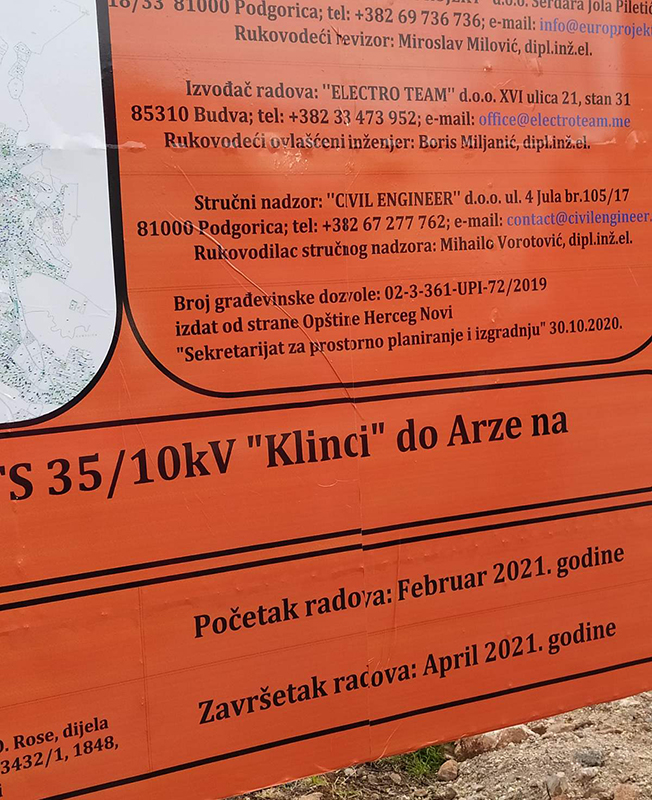 d.o.o. Serdara Jola Piletić
18/33 81000 Podgorica; tel: +382 69 736 736; e-mail: info@europrojekt
Rukovodeći revizor: Miroslav Milović, dipl.inž.el.
Izvođač radova: "ELECTRO TEAM" d.o.o. XVI ulica 21, stan 31
85310 Budva; tel: +382 33 473 952; e-mail: office@electroteam.me
Rukovodeći ovlašćeni inženjer: Boris Miljanić, dipl.inž.el.
Stručni nadzor: "CIVIL ENGINEER" d.o.o. ul. 4 Jula br.105/17
81000 Podgorica; tel: +382 67 277 762; e-mail: contact@civilengineer.
Rukovodilac stručnog nadzora: Mihailo Vorotović, dipl.inž.el.
Broj građevinske dozvole: 02-3-361-UPI-72/2019
izdat od strane Opštine Herceg Novi
"Sekretarijat za prostorno planiranje i izgradnju" 30.10.2020.
TS 35/10kV "Klinci" do Arze na
Početak radova: Februar 2021. godine
Završetak radova: April 2021. godine
O. Rose, dijela
3432/1, 1848,
i